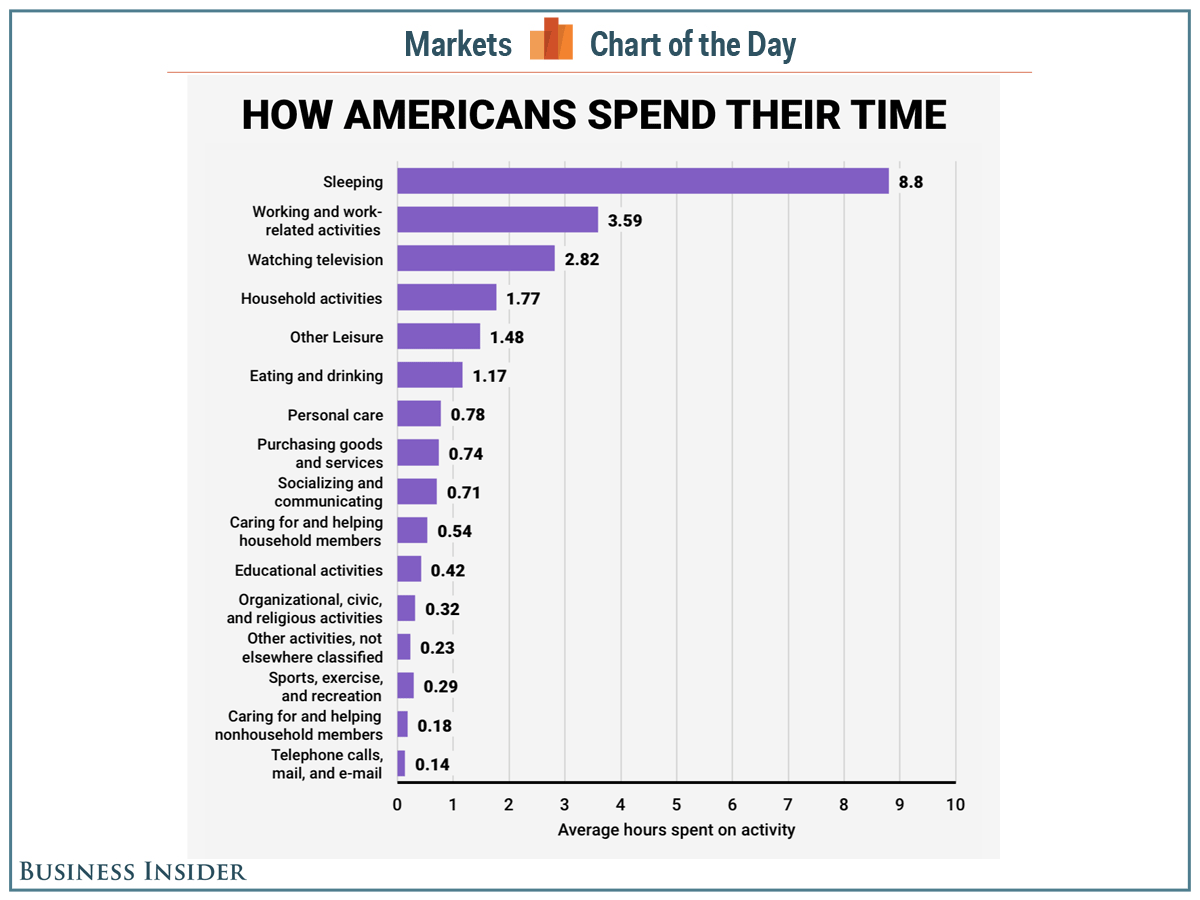 Markets Chart of the Day
HOW AMERICANS SPEND THEIR TIME
Sleeping 8.8
Working and work-
related activities 3.59
Watching television 2.82
Household activities 1.77
Other Leisure 1.48
Eating and drinking 1.17
Personal care 0.78
Purchasing goods
and services 0.74
Socializing and
communicating 0.71
Caring for and helping
household members 0.54
Educational activities 0.42
Organizational, civic,
and religious activities 0.32
Other activities, not
elsewhere classified 0.23
Sports, exercise,
and recreation 0.29
Caring for and helping
nonhousehold members 0.18
Telephone calls,
mail, and e-mail 0.14
0 1 2 3 4 5 6 7 8 9 10
Average hours spent on activity
BUSINESS INSIDER